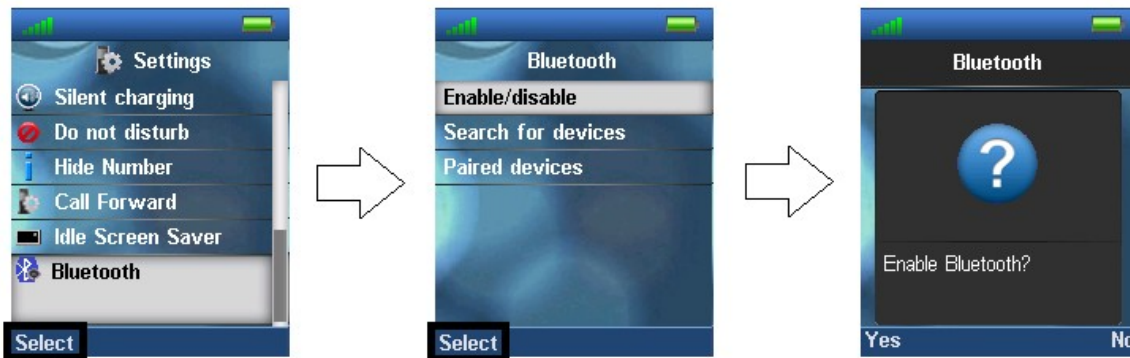 Settings
Silent charging
Do not disturb
Hide Number
Call Forward
Idle Screen Saver
Bluetooth
Select
Bluetooth
Enable/disable
Search for devices
Paired devices
Select
Bluetooth
?
Enable Bluetooth?
Yes No